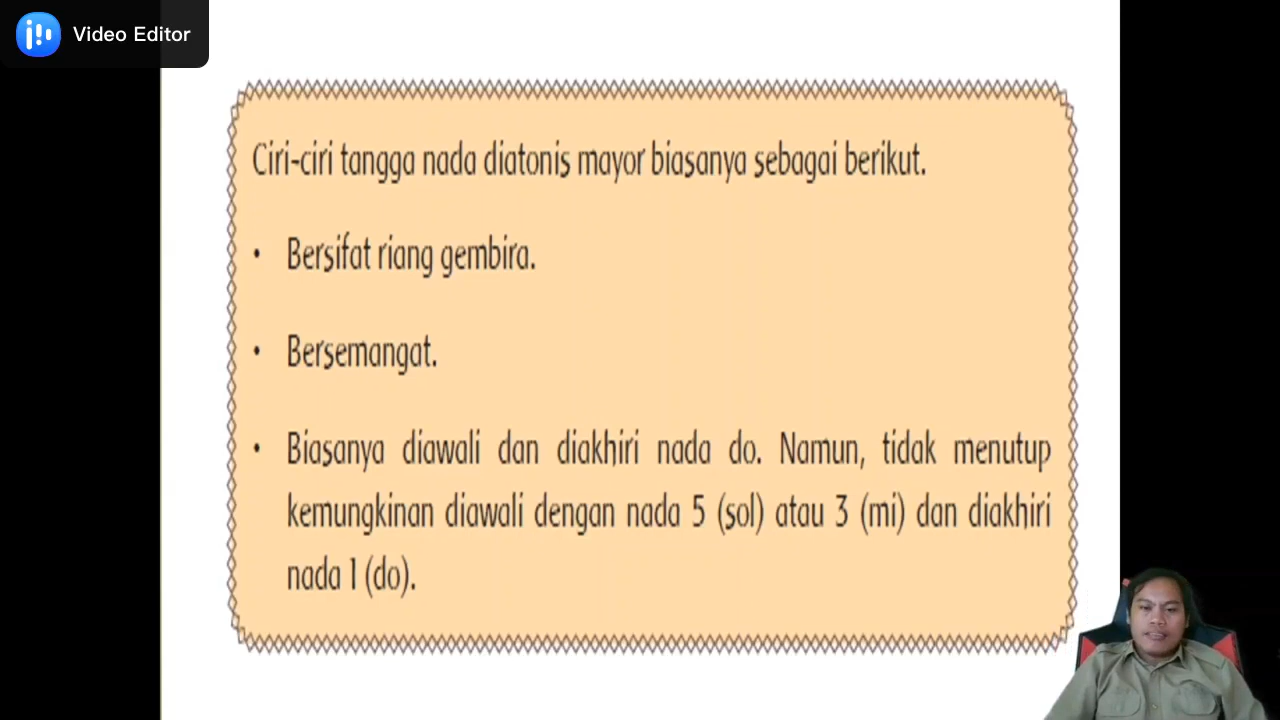 Video Editor
Ciri-ciri tangga nada diatonis mayor biasanya sebagai berikut.
• Bersifat riang gembira.
• Bersemangat.
• Biasanya diawali dan diakhiri nada do. Namun, tidak menutup
kemungkinan diawali dengan nada 5 (sol) atau 3 (mi) dan diakhiri
nada 1 (do).